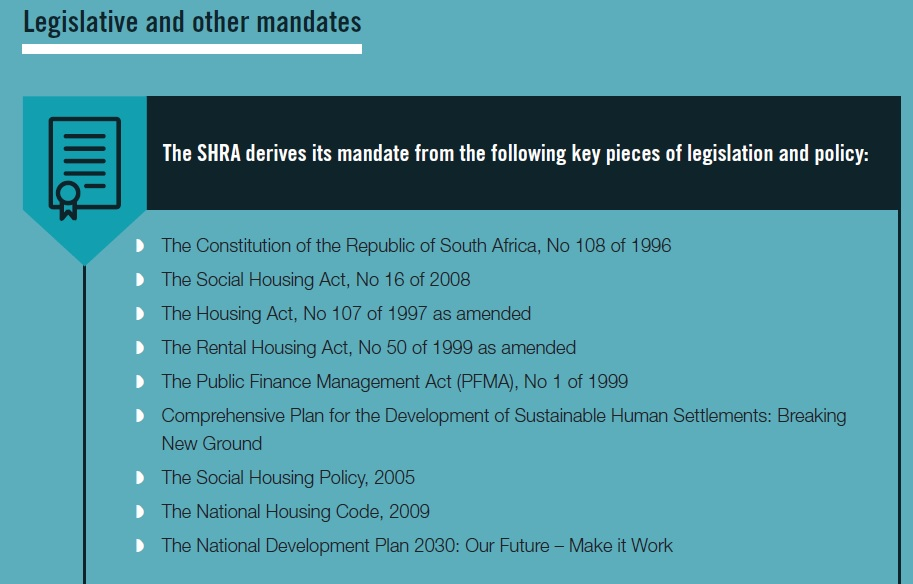 Legislative and other mandates
The SHRA derives its mandate from the following key pieces of legislation and policy:
The Constitution of the Republic of South Africa, No 108 of 1996
The Social Housing Act, No 16 of 2008
The Housing Act, No 107 of 1997 as amended
The Rental Housing Act, No 50 of 1999 as amended
The Public Finance Management Act (PFMA), No 1 of 1999
Comprehensive Plan for the Development of Sustainable Human Settlements: Breaking
New Ground
The Social Housing Policy, 2005
The National Housing Code, 2009
The National Development Plan 2030: Our Future – Make it Work